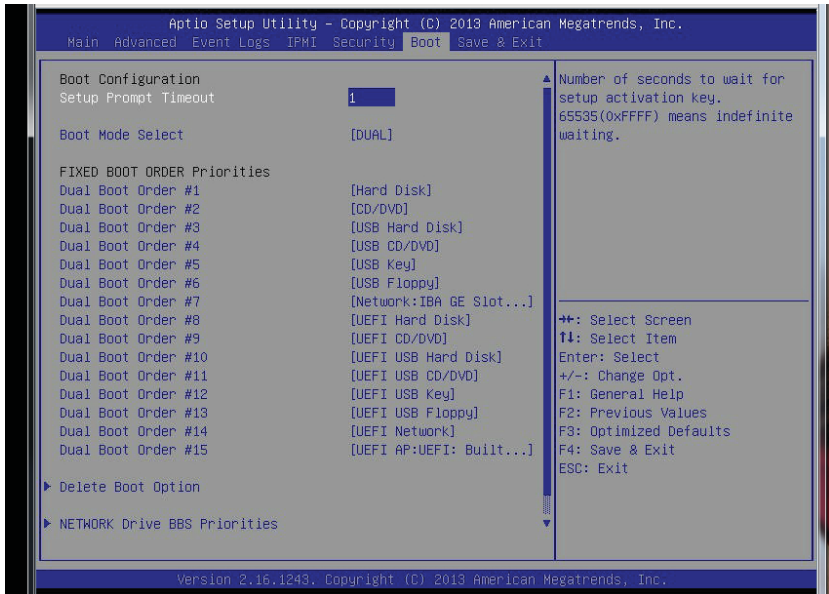 Aptio Setup Utility – Copyright (C) 2013 American Megatrends, Inc.
Main Advanced Event Logs IPMI Security Boot Save & Exit
Boot Configuration
Setup Prompt Timeout 1
Boot Mode Select [DUAL]
FIXED BOOT ORDER Priorities
Dual Boot Order #1 [Hard Disk]
Dual Boot Order #2 [CD/DVD]
Dual Boot Order #3 [USB Hard Disk]
Dual Boot Order #4 [USB CD/DVD]
Dual Boot Order #5 [USB Key]
Dual Boot Order #6 [USB Floppy]
Dual Boot Order #7 [Network:IBA GE Slot...]
Dual Boot Order #8 [UEFI Hard Disk]
Dual Boot Order #9 [UEFI CD/DVD]
Dual Boot Order #10 [UEFI USB Hard Disk]
Dual Boot Order #11 [UEFI USB CD/DVD]
Dual Boot Order #12 [UEFI USB Key]
Dual Boot Order #13 [UEFI USB Floppy]
Dual Boot Order #14 [UEFI Network]
Dual Boot Order #15 [UEFI AP:UEFI: Built...]
Delete Boot Option
NETWORK Drive BBS Priorities
Number of seconds to wait for
setup activation key.
65535(0xFFFF) means indefinite
waiting.
→←: Select Screen
↑↓: Select Item
Enter: Select
+/-: Change Opt.
F1: General Help
F2: Previous Values
F3: Optimized Defaults
F4: Save & Exit
ESC: Exit
Version 2.16.1243. Copyright (C) 2013 American Megatrends, Inc.